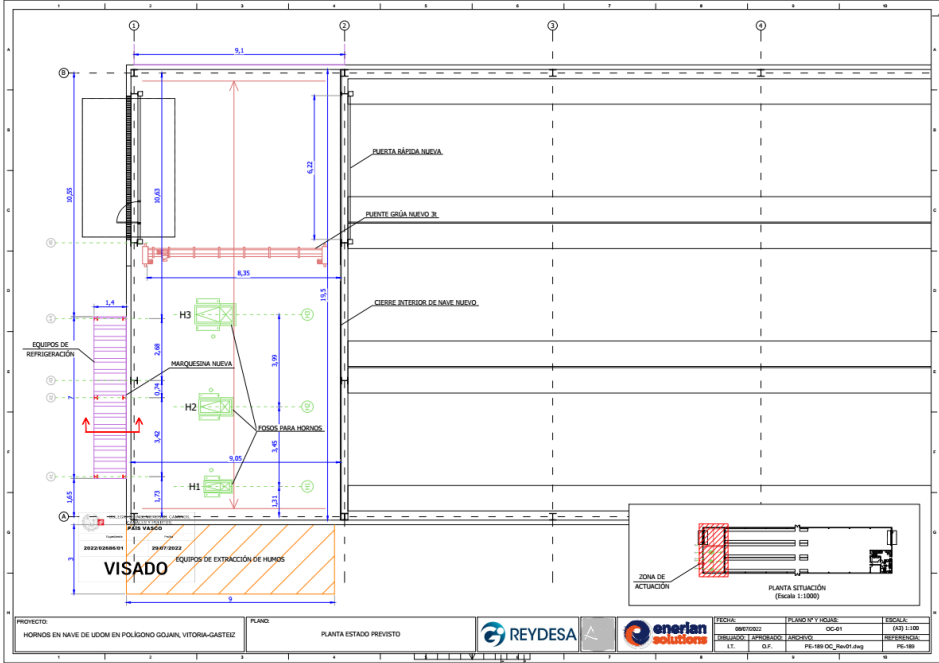 1 2 3 4
9,1
B
10,55
10,63
6,22
PUERTA RÁPIDA NUEVA
PUENTE GRÚA NUEVO 3t
8,35
19,5
CIERRE INTERIOR DE NAVE NUEVO
1,4
H3
EQUIPOS DE
REFRIGERACIÓN
2,68
3,99
MARQUESINA NUEVA
0,74
7
H2
FOSOS PARA HORNOS
3,42
3,45
9,05
H1
1,65
1,73
1,31
A
PAÍS VASCO
2022/02686/01
29/07/2022
VISADO
EQUIPOS DE EXTRACCIÓN DE HUMOS
3
9
ZONA DE
ACTUACIÓN
PLANTA SITUACIÓN
(Escala 1:1000)
PROYECTO:
HORNOS EN NAVE DE UDOM EN POLÍGONO GOJAIN, VITORIA-GASTEIZ
PLANO:
PLANTA ESTADO PREVISTO
REYDESA
enerian
solutions
FECHA:
08/07/2022
PLANO Nº Y HOJAS:
OC-01
ESCALA:
(A3) 1:100
DIBUJADO:
I.T.
APROBADO:
O.F.
ARCHIVO:
PE-189 OC_Rev01.dwg
REFERENCIA:
PE-189